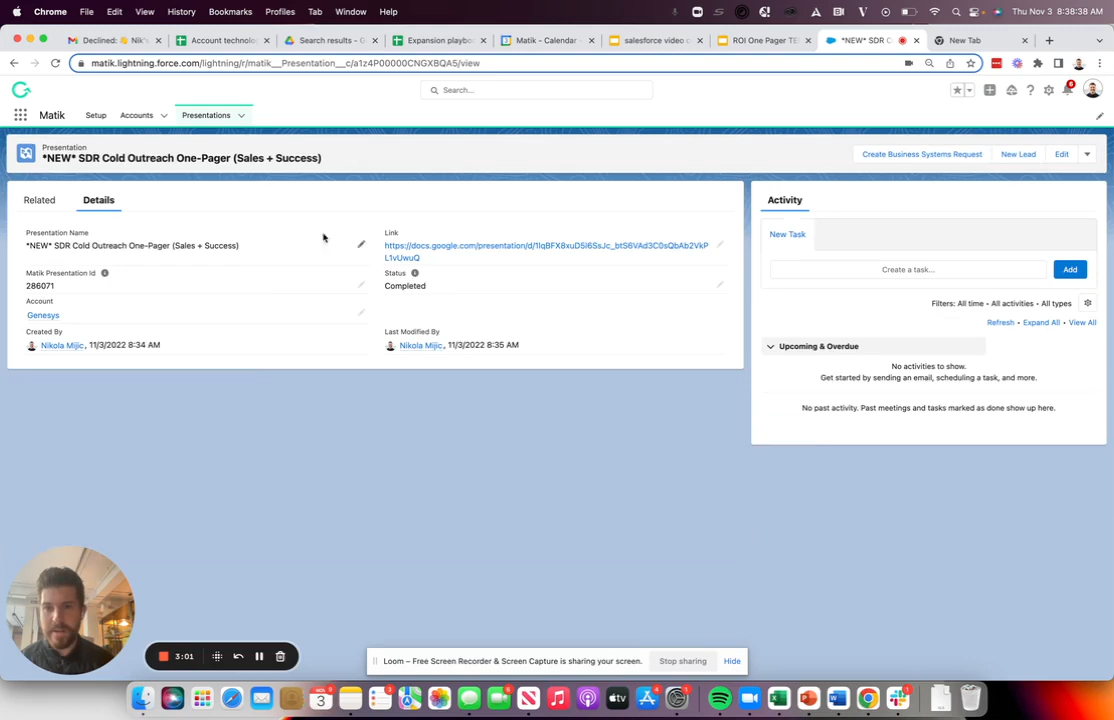 Chrome File Edit View History Bookmarks Profiles Tab Window Help Thu Nov 3 8:38:38 AM
Declined: 👋 Nik's Account technolo Search results - G Expansion playbo Matik - Calendar salesforce video c ROI One Pager TE *NEW* SDR C New Tab
matik.lightning.force.com/lightning/r/matik__Presentation__c/a1z4P00000CNGXBQA5/view
Search...
8
Matik Setup Accounts Presentations
Presentation
*NEW* SDR Cold Outreach One-Pager (Sales + Success)
Create Business Systems Request New Lead Edit
Related Details
Presentation Name
*NEW* SDR Cold Outreach One-Pager (Sales + Success)
Link
https://docs.google.com/presentation/d/1lqBFX8xuD5l6SsJc_btS6VAd3C0sQbAb2VkP
L1vUwuQ
Matik Presentation Id
286071
Status
Completed
Account
Genesys
Created By
Nikola Mijic, 11/3/2022 8:34 AM
Last Modified By
Nikola Mijic, 11/3/2022 8:35 AM
Activity
New Task
Create a task...
Add
Filters: All time • All activities • All types
Refresh • Expand All • View All
Upcoming & Overdue
No activities to show.
Get started by sending an email, scheduling a task, and more.
No past activity. Past meetings and tasks marked as done show up here.
3:01
Loom – Free Screen Recorder & Screen Capture is sharing your screen. Stop sharing Hide
NOV
3
tv